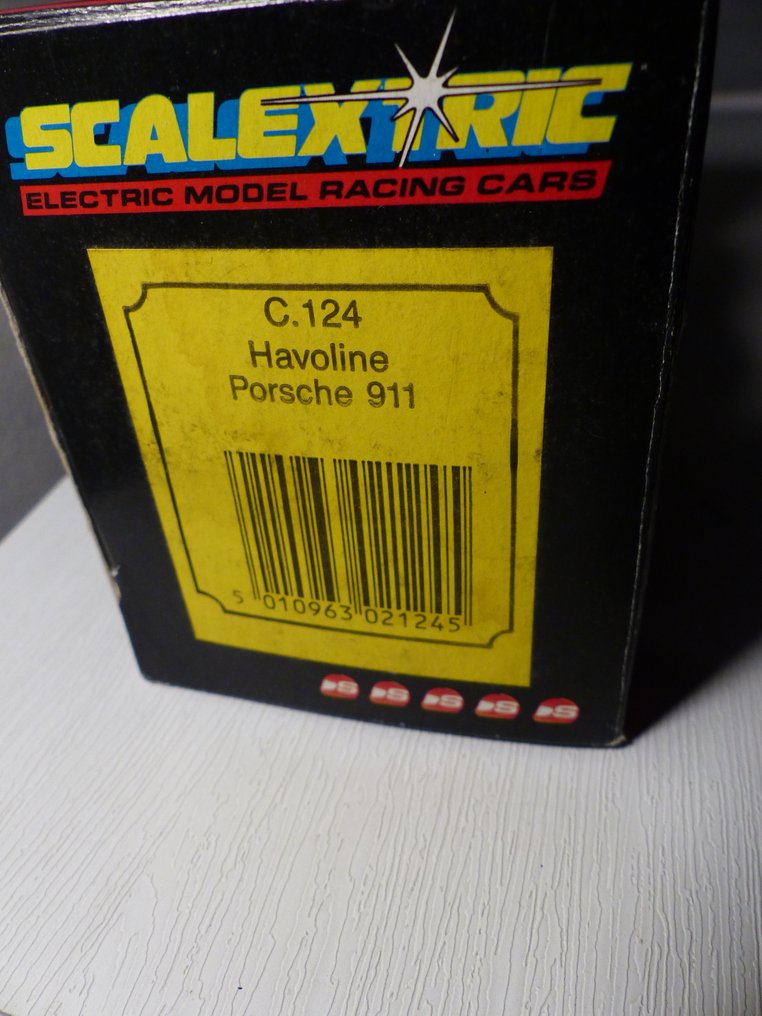 SCALEXTRIC
ELECTRIC MODEL RACING CARS
C.124
Havoline
Porsche 911
5 010963 021245